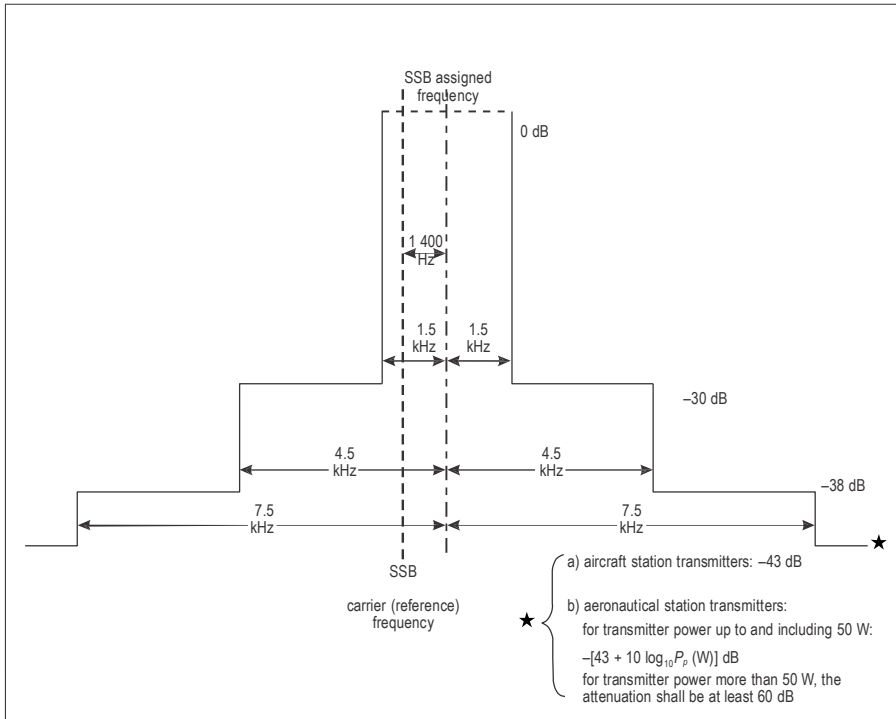 SSB assigned
frequency
0 dB
1 400
Hz
1.5
kHz
1.5
kHz
–30 dB
4.5
kHz
4.5
kHz
–38 dB
7.5
kHz
7.5
kHz
★
SSB
carrier (reference)
frequency
★
a) aircraft station transmitters: –43 dB
b) aeronautical station transmitters:
for transmitter power up to and including 50 W:
–[43 + 10 log₁₀Pₚ (W)] dB
for transmitter power more than 50 W, the
attenuation shall be at least 60 dB